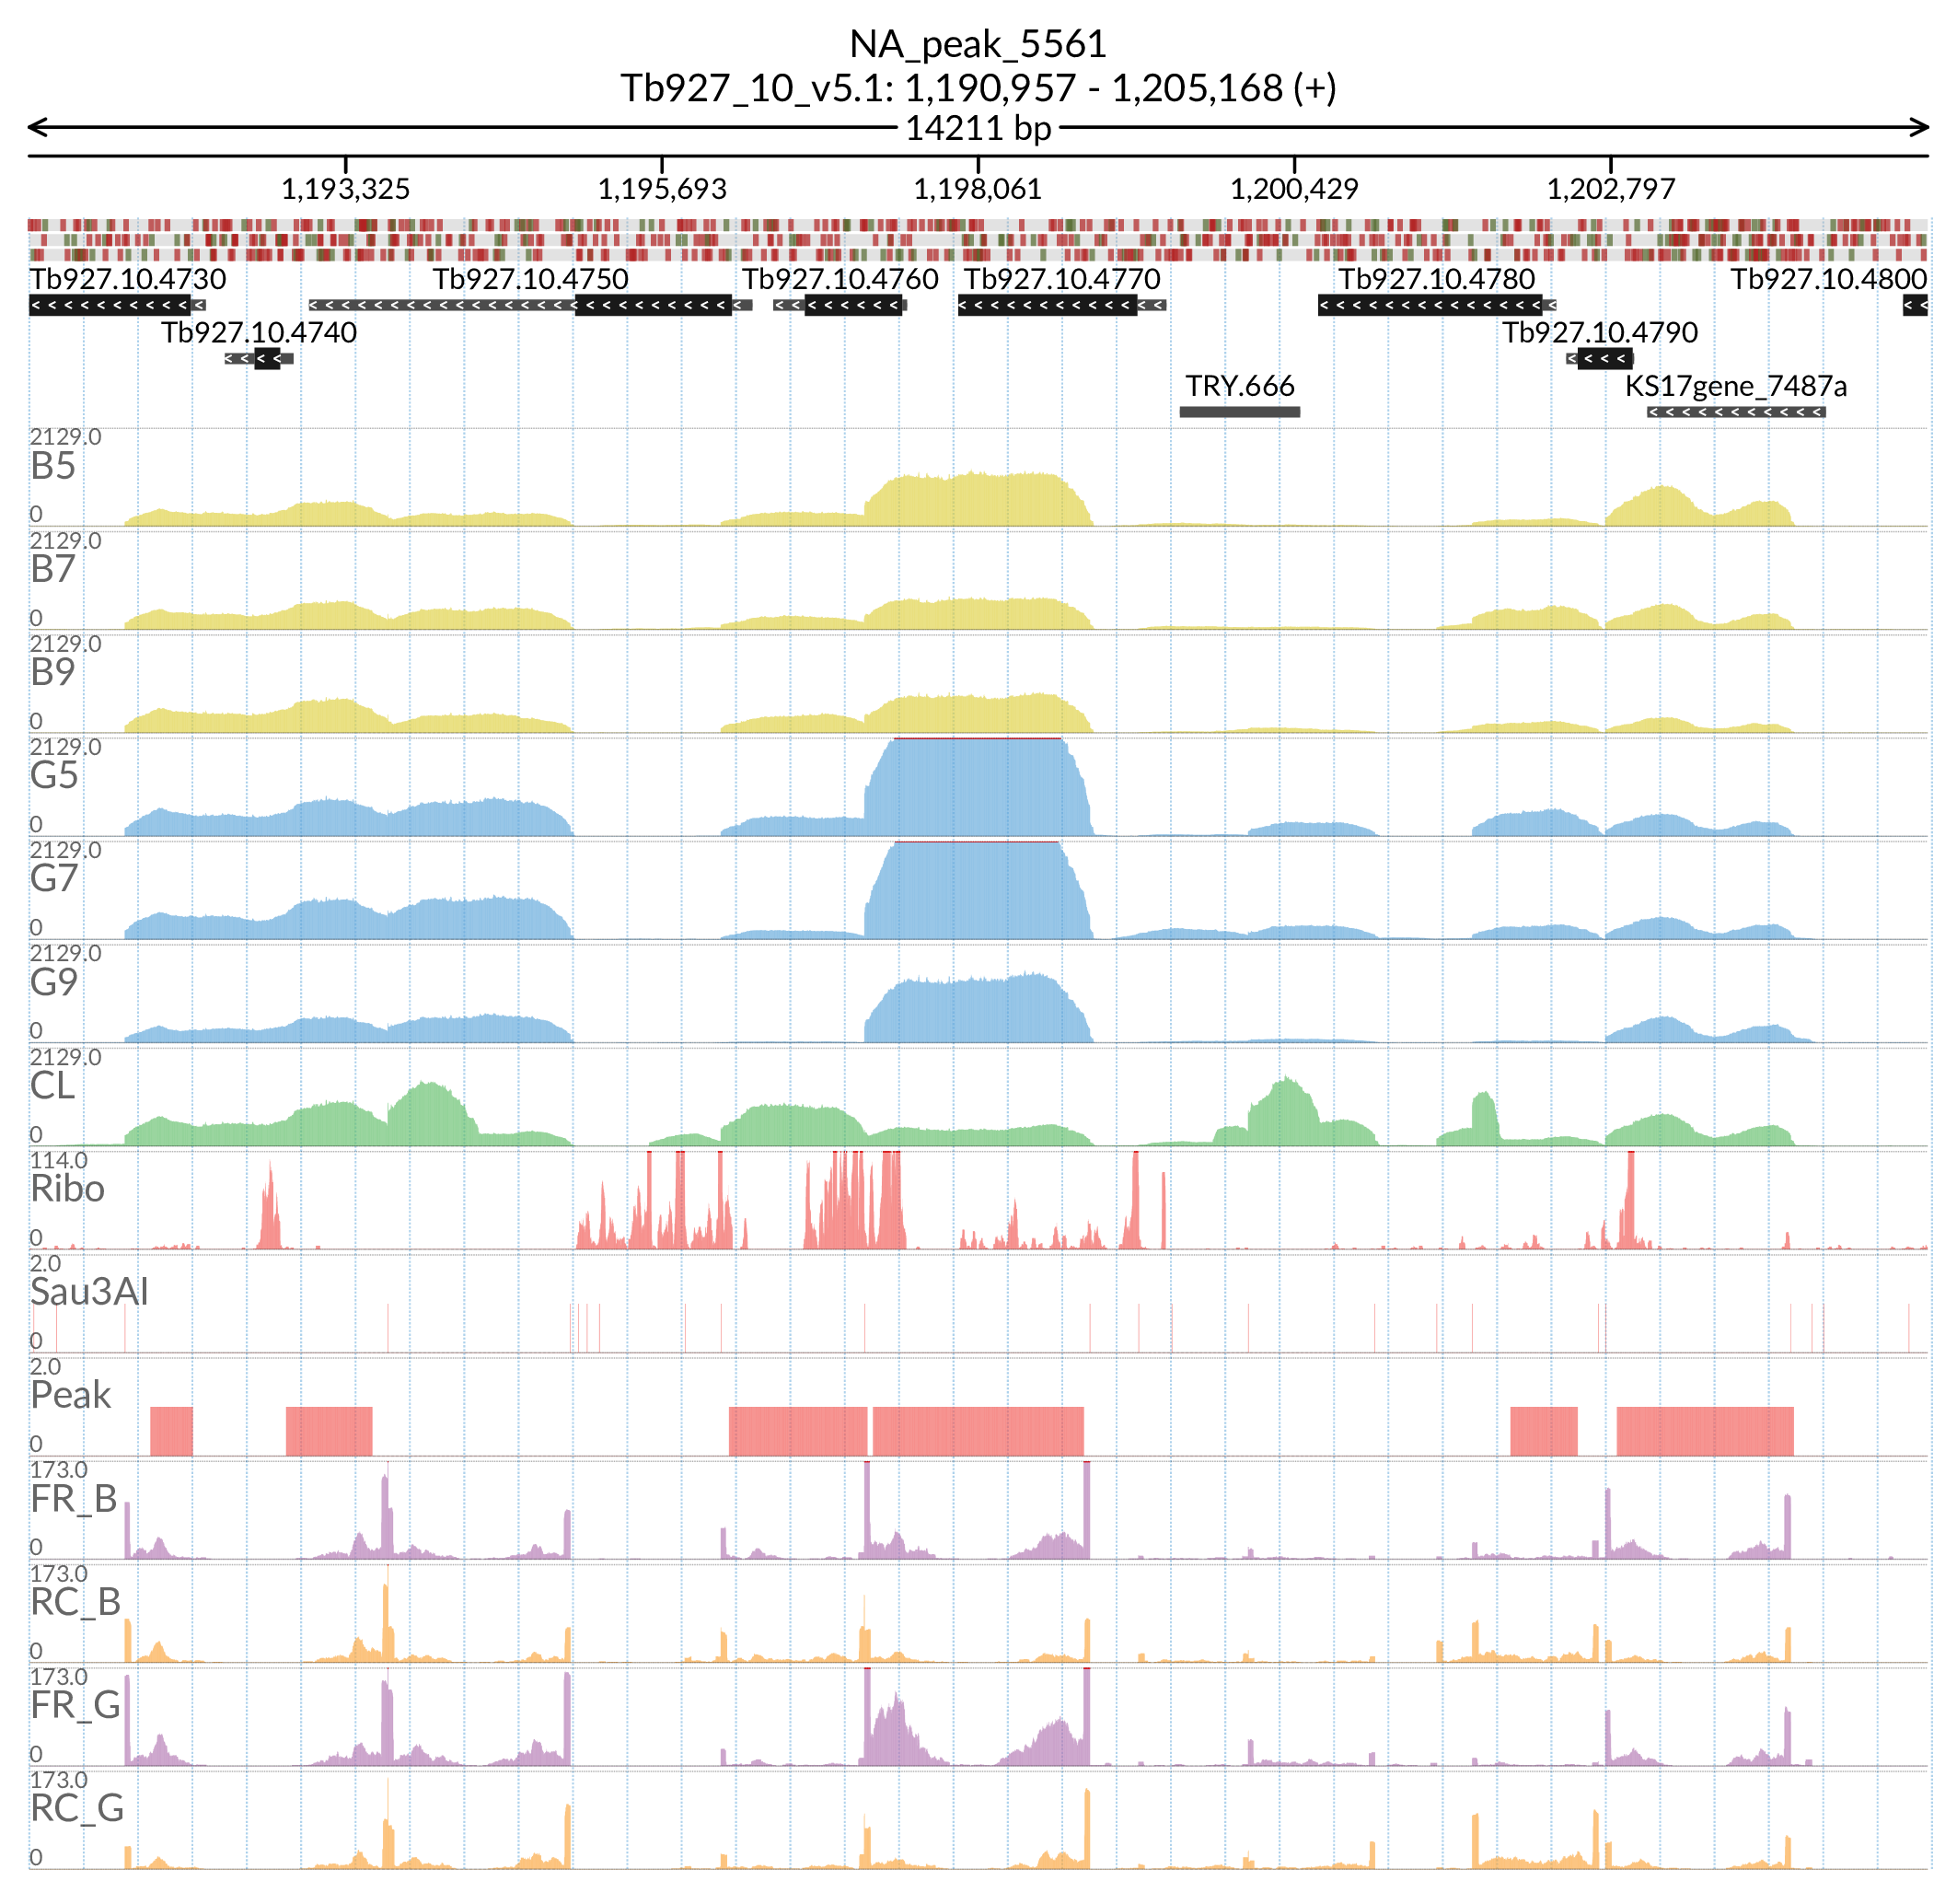 NA_peak_5561
Tb927_10_v5.1: 1,190,957 - 1,205,168 (+)
14211 bp
1,193,325 1,195,693 1,198,061 1,200,429 1,202,797
Tb927.10.4730 Tb927.10.4750 Tb927.10.4760 Tb927.10.4770 Tb927.10.4780 Tb927.10.4800
Tb927.10.4740 Tb927.10.4790
TRY.666 KS17gene_7487a
2129.0
B5
0
2129.0
B7
0
2129.0
B9
0
2129.0
G5
0
2129.0
G7
0
2129.0
G9
0
2129.0
CL
0
114.0
Ribo
0
2.0
Sau3AI
0
2.0
Peak
0
173.0
FR_B
0
173.0
RC_B
0
173.0
FR_G
0
173.0
RC_G
0